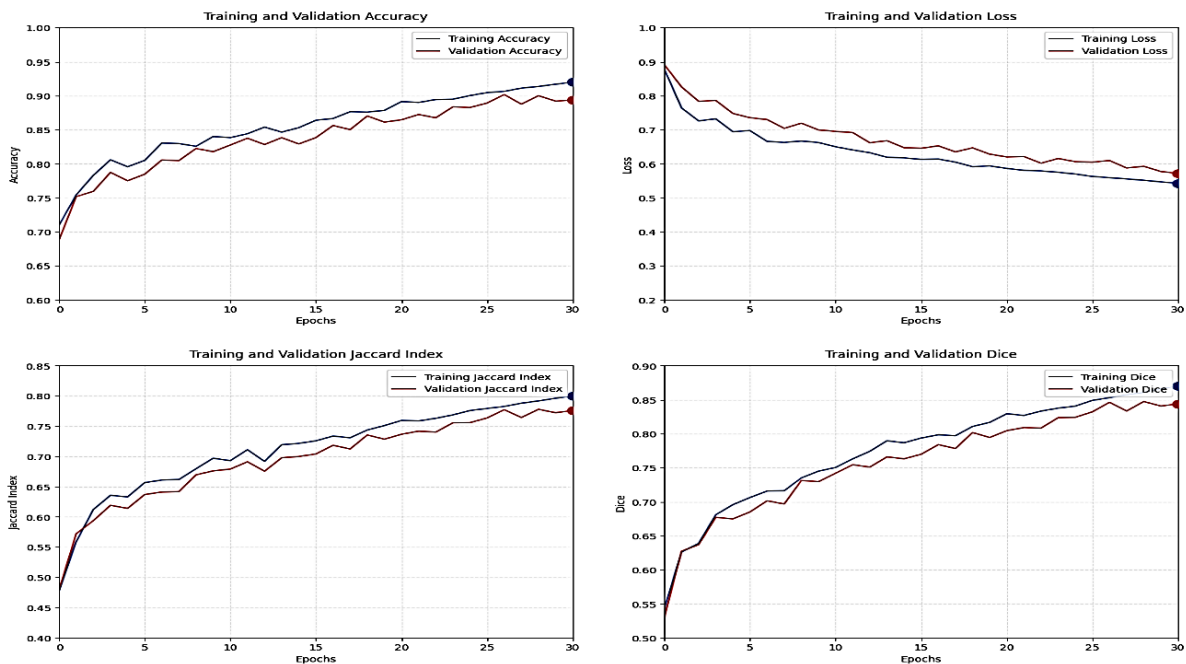 Training and Validation Accuracy
1.00
0.95
0.90
0.85
0.80
0.75
0.70
0.65
0.60
Accuracy
Training Accuracy
Validation Accuracy
0 5 10 15 20 25 30
Epochs
Training and Validation Loss
1.0
0.9
0.8
0.7
0.6
0.5
0.4
0.3
0.2
Loss
Training Loss
Validation Loss
0 5 10 15 20 25 30
Epochs
Training and Validation Jaccard Index
0.85
0.80
0.75
0.70
0.65
0.60
0.55
0.50
0.45
0.40
Jaccard Index
Training Jaccard Index
Validation Jaccard Index
0 5 10 15 20 25 30
Epochs
Training and Validation Dice
0.90
0.85
0.80
0.75
0.70
0.65
0.60
0.55
0.50
Dice
Training Dice
Validation Dice
0 5 10 15 20 25 30
Epochs